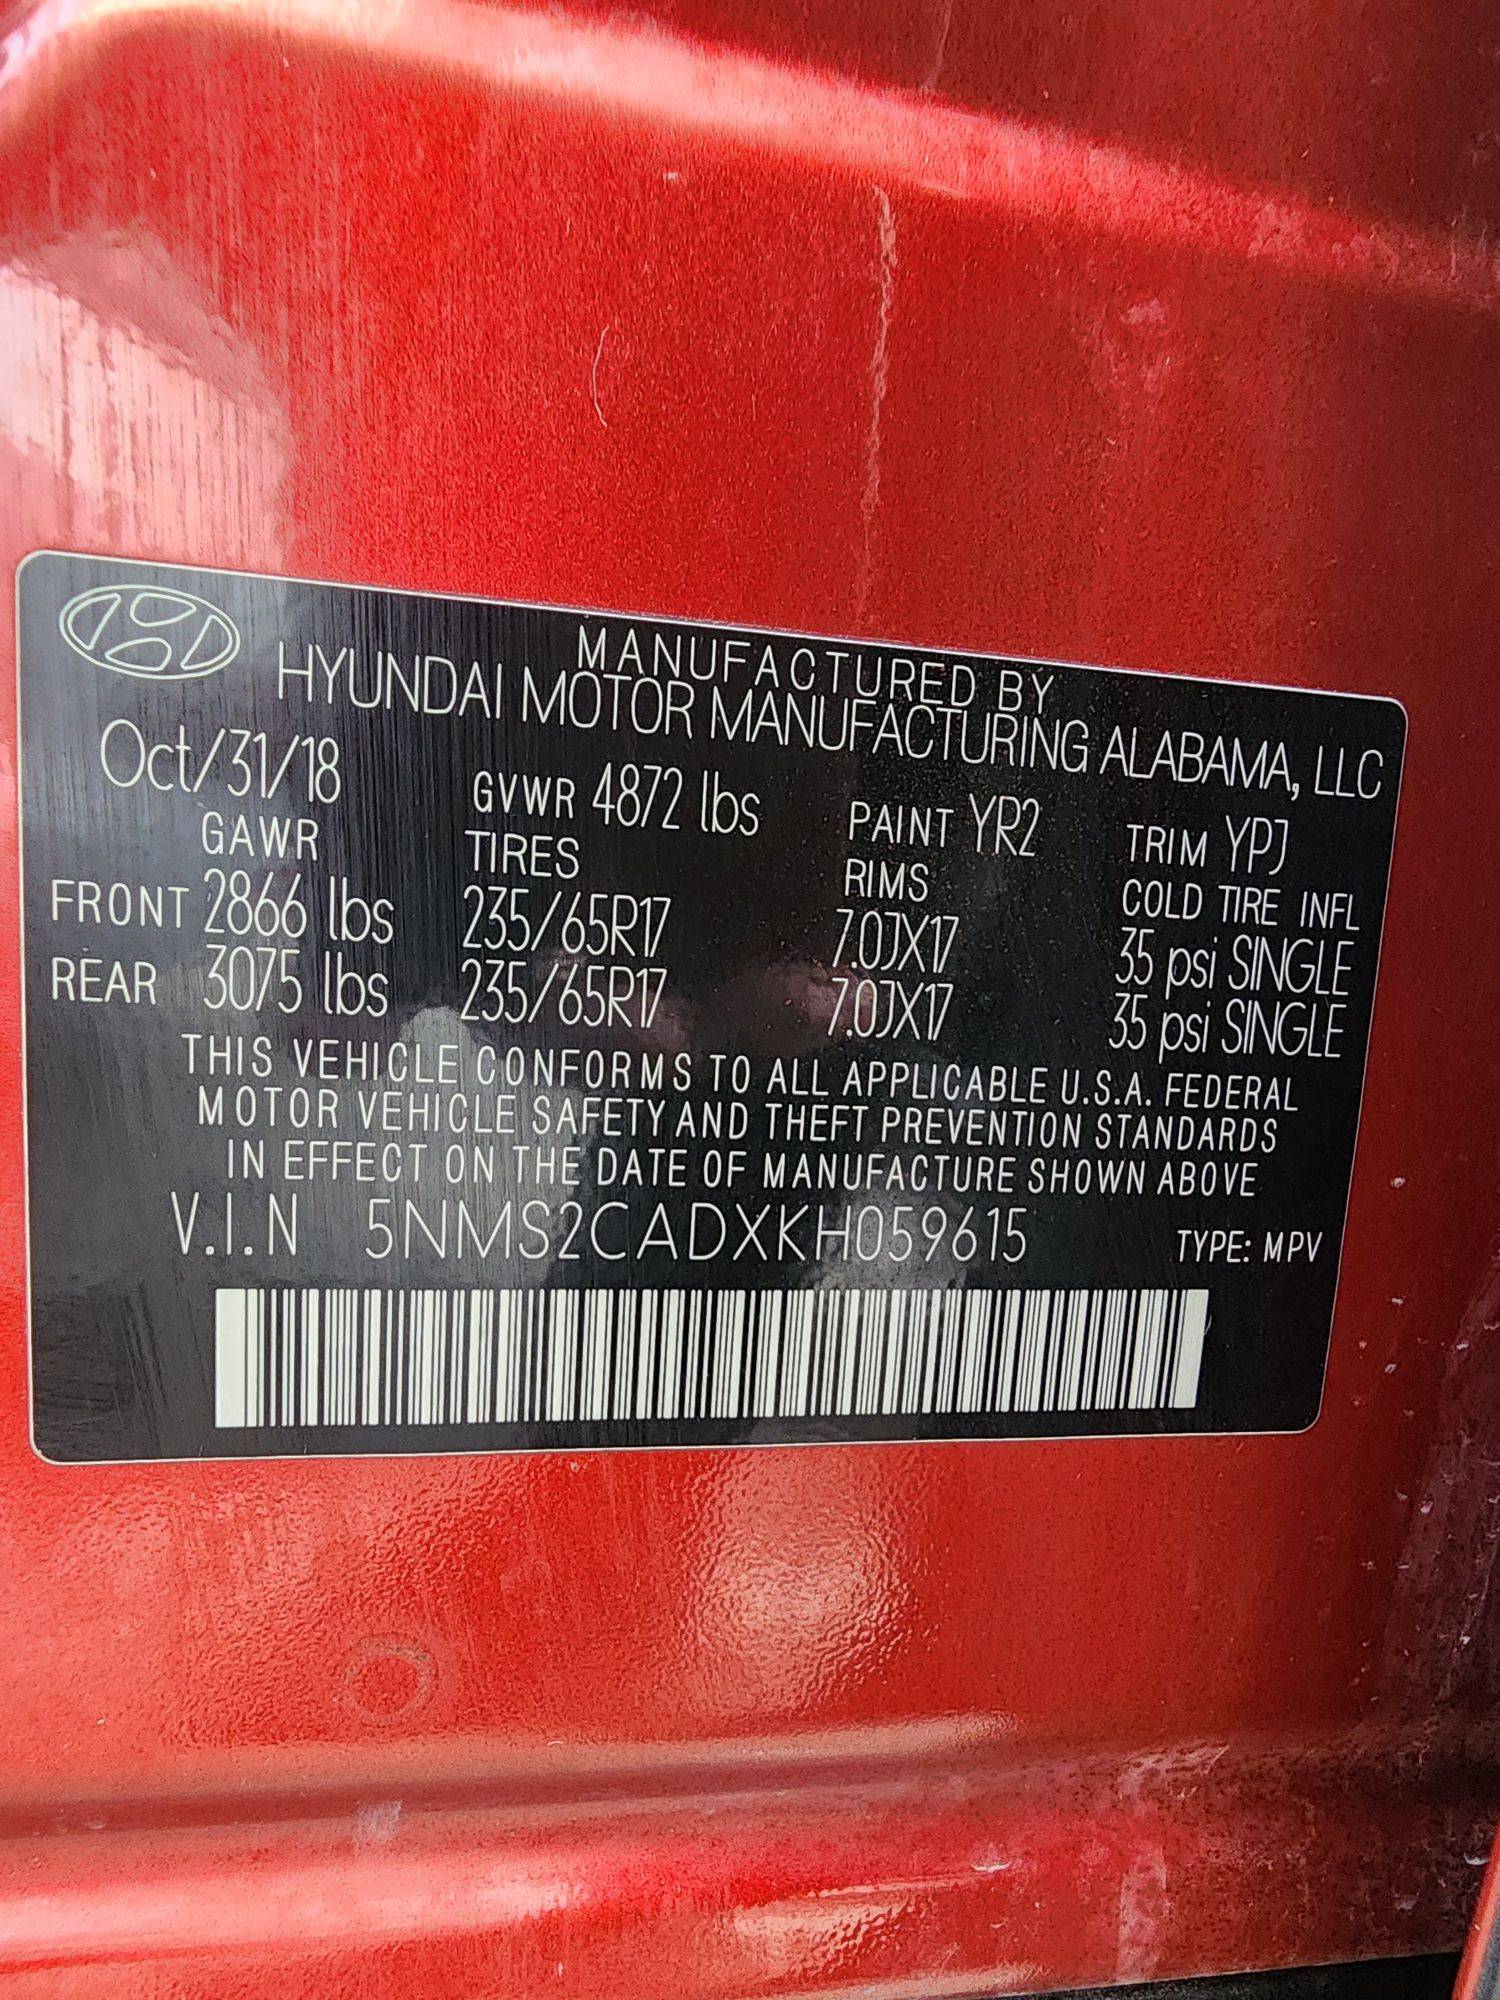 MANUFACTURED BY
HYUNDAI MOTOR MANUFACTURING ALABAMA, LLC
Oct/31/18 GVWR 4872 lbs PAINT YR2 TRIM YPJ
GAWR TIRES RIMS COLD TIRE INFL
FRONT 2866 lbs 235/65R17 7.0JX17 35 psi SINGLE
REAR 3075 lbs 235/65R17 7.0JX17 35 psi SINGLE
THIS VEHICLE CONFORMS TO ALL APPLICABLE U.S.A. FEDERAL
MOTOR VEHICLE SAFETY AND THEFT PREVENTION STANDARDS
IN EFFECT ON THE DATE OF MANUFACTURE SHOWN ABOVE
V.I.N 5NMS2CADXKH059615 TYPE: MPV